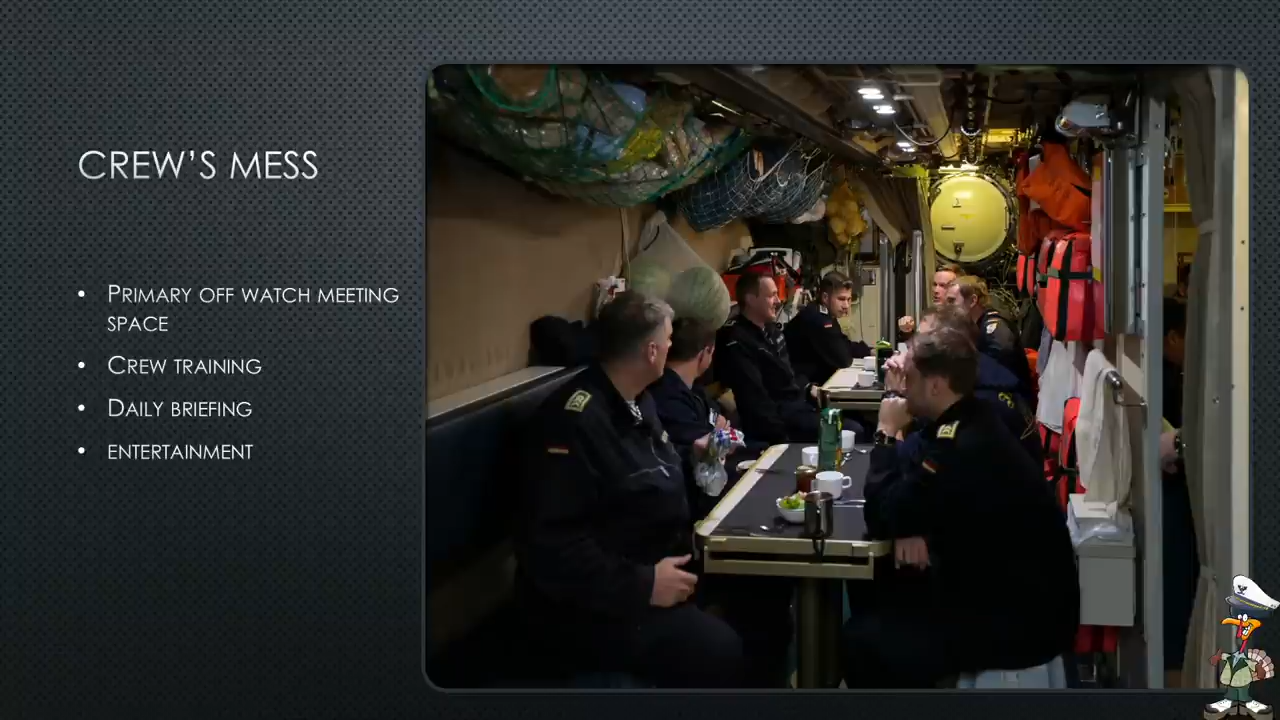 CREW'S MESS
• PRIMARY OFF WATCH MEETING
SPACE
• CREW TRAINING
• DAILY BRIEFING
• ENTERTAINMENT